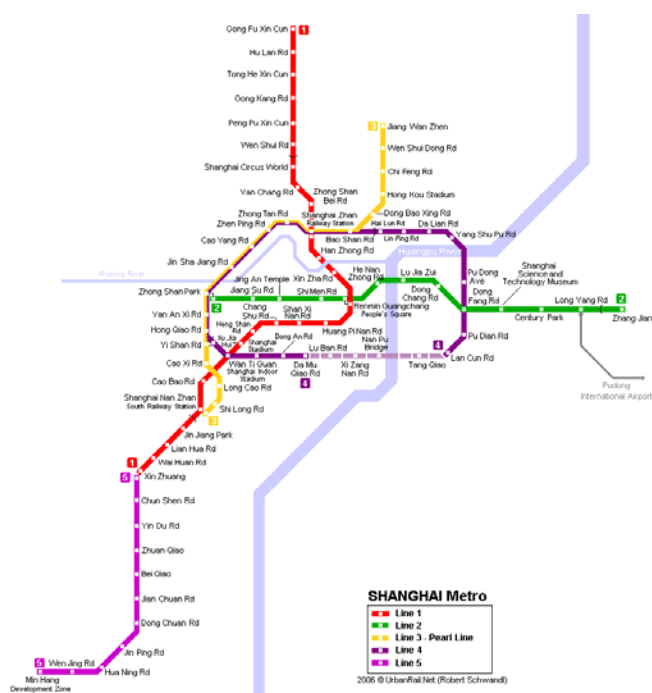 Gong Fu Xin Cun
1
Hu Lan Rd
Tong He Xin Cun
Gong Kang Rd
Peng Pu Xin Cun
Wen Shui Rd
Shanghai Circus World
Yan Chang Rd
Zhong Shan
Bei Rd
3
Jiang Wan Zhen
Wen Shui Dong Rd
Chi Feng Rd
Hong Kou Stadium
Dong Bao Xing Rd
Zhong Tan Rd
Shanghai Zhan
Railway Station
Hai Lun Rd
Da Lian Rd
Zhen Ping Rd
Bao Shan Rd
Lin Ping Rd
Yang Shu Pu Rd
Cao Yang Rd
Han Zhong Rd
Huangpu River
Jin Sha Jiang Rd
Wusong River
Jing An Temple
Xin Zha Rd
He Nan
Zhong Rd
Lu Jia Zui
Pu Dong
Ave
Shanghai
Science and
Technology Museum
Zhong Shan Park
Jiang Su Rd
Shi Men Rd
Dong
Chang Rd
Dong
Fang Rd
Long Yang Rd
2
2
Chang
Shu Rd
Shan Xi
Nan Rd
Renmin Guangchang
People's Square
Century Park
Zhang Jian
Yan An Xi Rd
Heng Shan
Rd
Huang Pi Nan Rd
Hong Qiao Rd
Xu Jia
Hui
Shanghai
Stadium
Dong An Rd
Nan Pu
Bridge
Pu Dian Rd
Yi Shan Rd
Lu Ban Rd
4
Lan Cun Rd
Cao Xi Rd
Wan Ti Guan
Shanghai Indoor
Stadium
Da Mu
Qiao Rd
4
Xi Zang
Nan Rd
Tang Qiao
Cao Bao Rd
Long Cao Rd
Pudong
International Airport
Shanghai Nan Zhan
South Railway Station
Shi Long Rd
3
Jin Jiang Park
Lian Hua Rd
1
Wai Huan Rd
5
Xin Zhuang
Chun Shen Rd
Yin Du Rd
Zhuan Qiao
Bei Qiao
Jian Chuan Rd
Dong Chuan Rd
Jin Ping Rd
5
Wen Jing Rd
Hua Ning Rd
Min Hang
Development Zone
SHANGHAI Metro
Line 1
Line 2
Line 3 - Pearl Line
Line 4
Line 5
2006 © UrbanRail.Net (Robert Schwandl)